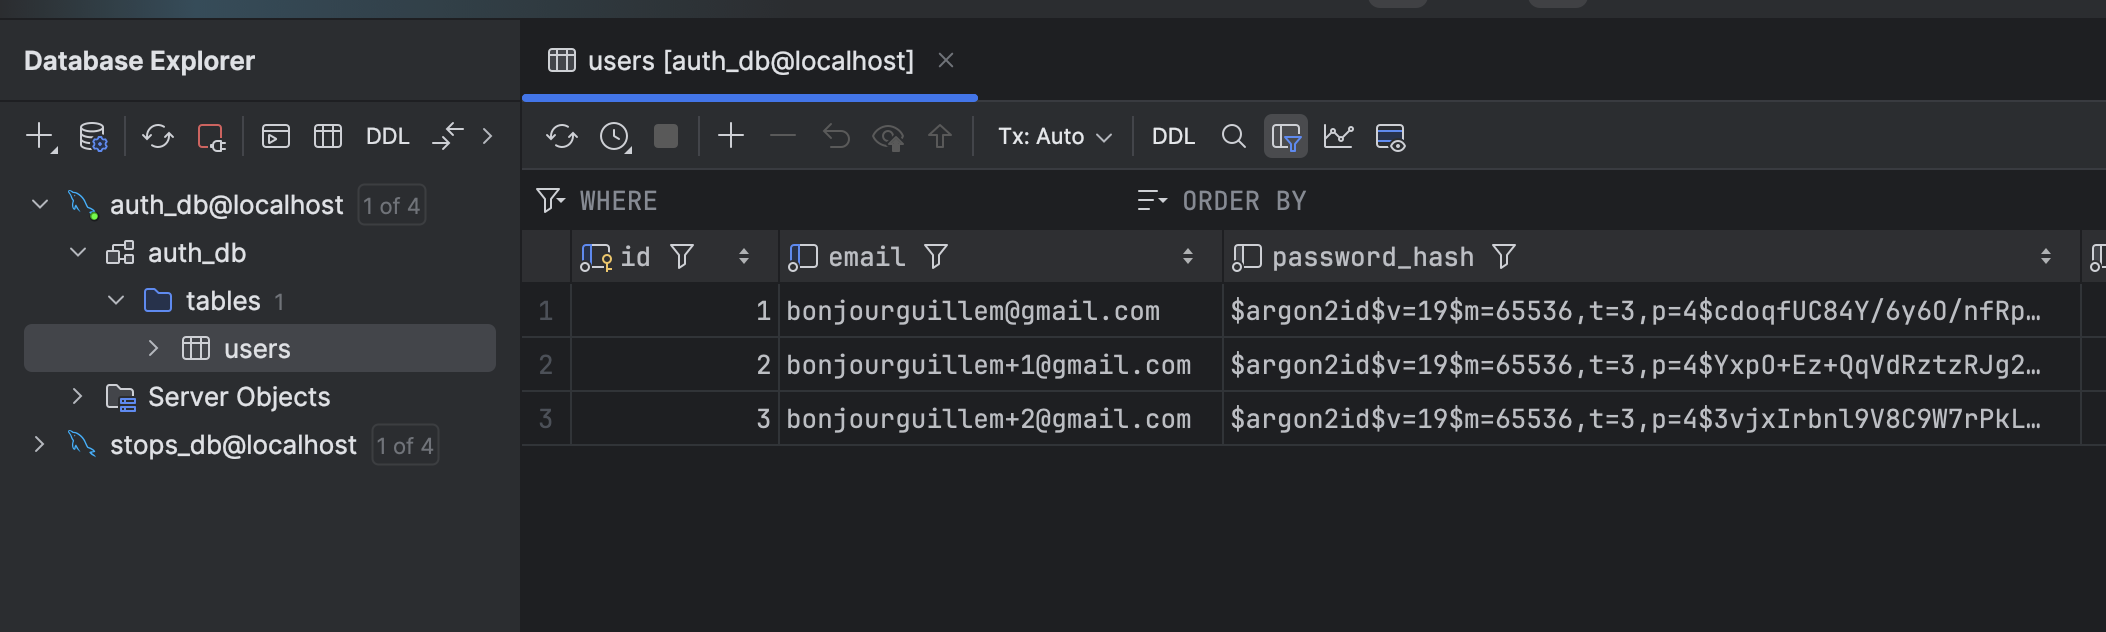 Database Explorer
users [auth_db@localhost]
DDL
Tx: Auto
DDL
auth_db@localhost 1 of 4
auth_db
tables 1
users
Server Objects
stops_db@localhost 1 of 4
WHERE
ORDER BY
id email password_hash
1 1 bonjourguillem@gmail.com $argon2id$v=19$m=65536,t=3,p=4$cdoqfUC84Y/6y6O/nfRp…
2 2 bonjourguillem+1@gmail.com $argon2id$v=19$m=65536,t=3,p=4$YxpO+Ez+QqVdRztzRJg2…
3 3 bonjourguillem+2@gmail.com $argon2id$v=19$m=65536,t=3,p=4$3vjxIrbnl9V8C9W7rPkL…